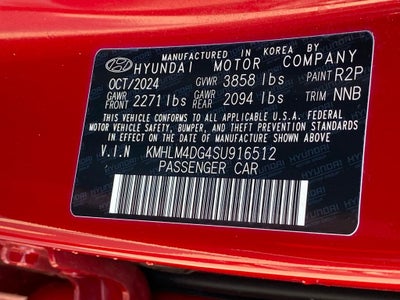 MANUFACTURED IN KOREA BY
HYUNDAI MOTOR COMPANY
OCT/2024 GVWR 3858 lbs PAINT R2P
GAWR FRONT 2271 lbs GAWR REAR 2094 lbs TRIM NNB
THIS VEHICLE CONFORMS TO ALL APPLICABLE U.S.A. FEDERAL
MOTOR VEHICLE SAFETY, BUMPER, AND THEFT PREVENTION STANDARDS
IN EFFECT ON THE DATE OF MANUFACTURE SHOWN ABOVE.
V.I.N KMHLM4DG4SU916512
PASSENGER CAR